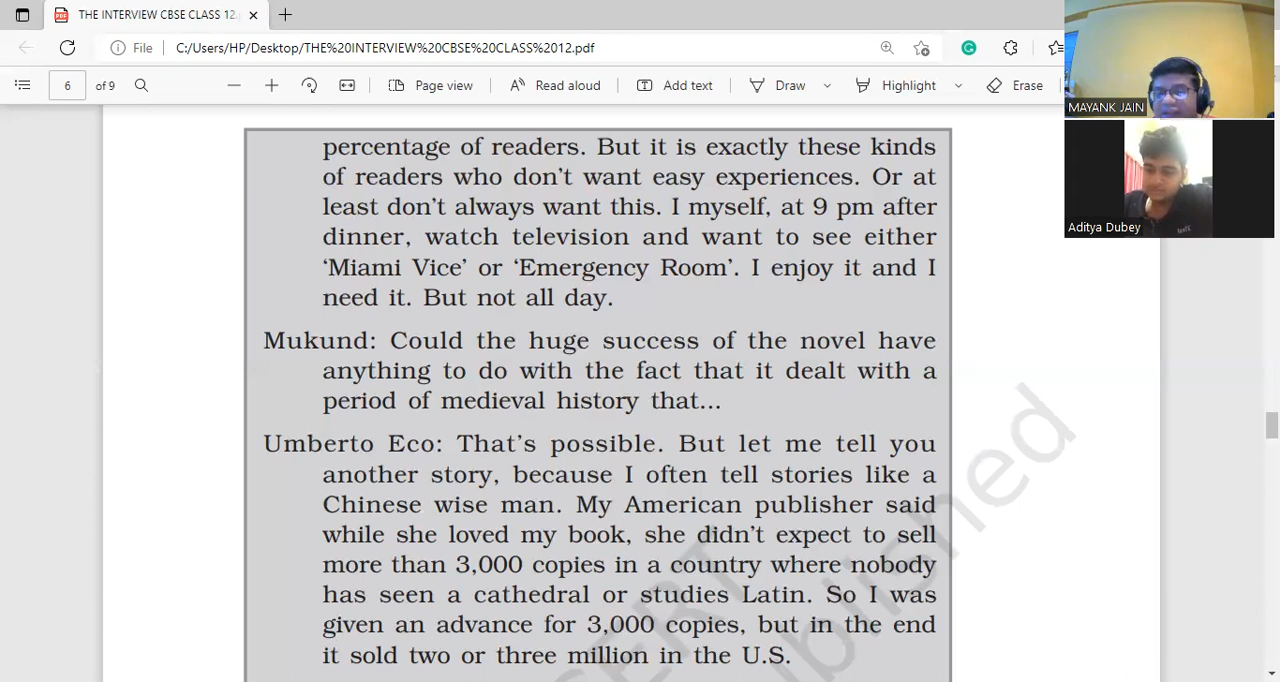 THE INTERVIEW CBSE CLASS 12.
File C:/Users/HP/Desktop/THE%20INTERVIEW%20CBSE%20CLASS%2012.pdf
6 of 9 Page view Read aloud Add text Draw Highlight Erase
MAYANK JAIN
Aditya Dubey
percentage of readers. But it is exactly these kinds
of readers who don't want easy experiences. Or at
least don't always want this. I myself, at 9 pm after
dinner, watch television and want to see either
‘Miami Vice’ or ‘Emergency Room’. I enjoy it and I
need it. But not all day.
Mukund: Could the huge success of the novel have
anything to do with the fact that it dealt with a
period of medieval history that...
Umberto Eco: That's possible. But let me tell you
another story, because I often tell stories like a
Chinese wise man. My American publisher said
while she loved my book, she didn't expect to sell
more than 3,000 copies in a country where nobody
has seen a cathedral or studies Latin. So I was
given an advance for 3,000 copies, but in the end
it sold two or three million in the U.S.